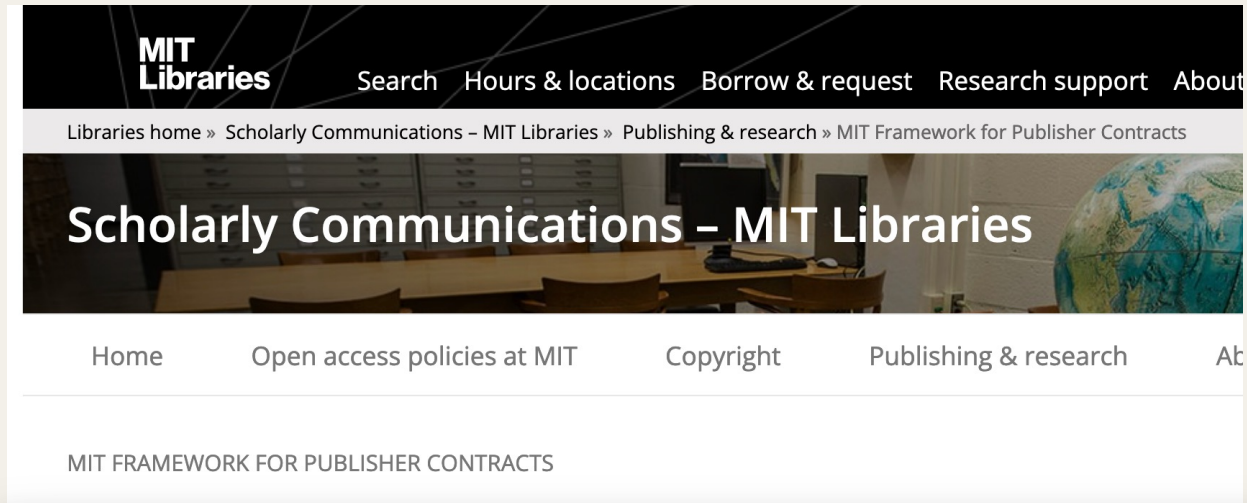 MIT
Libraries
Search Hours & locations Borrow & request Research support About
Libraries home » Scholarly Communications – MIT Libraries » Publishing & research » MIT Framework for Publisher Contracts
Scholarly Communications – MIT Libraries
Home Open access policies at MIT Copyright Publishing & research Ab
MIT FRAMEWORK FOR PUBLISHER CONTRACTS